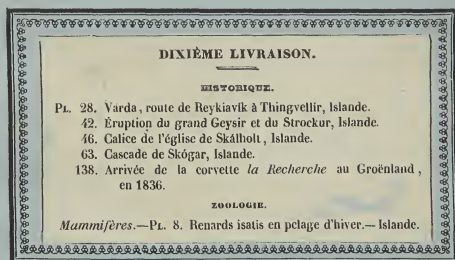 DIXIÈME LIVRAISON.
HISTORIQUE.
PL. 28. Varda, route de Reykiavik à Thingvellir, Islande.
42. Éruption du grand Geysir et du Strockur, Islande.
46. Calice de l'église de Skálholt, Islande.
63. Cascade de Skógar, Islande.
138. Arrivée de la corvette la Recherche au Groënland,
en 1836.
ZOOLOGIE.
Mammifères.—PL. 8. Renards isatis en pelage d'hiver.—Islande.